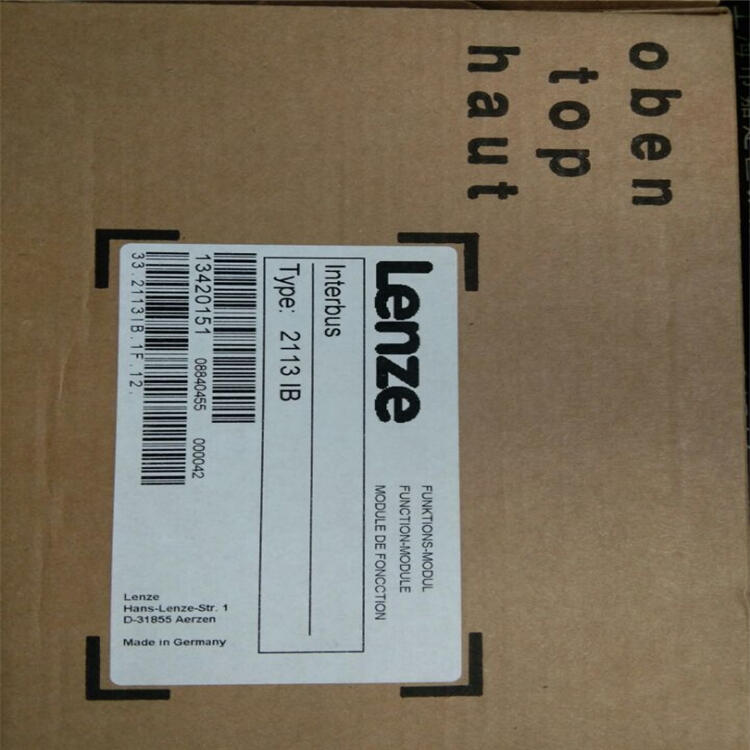 oben
top
haut
Lenze
FUNKTIONS-MODUL
FUNCTION-MODULE
MODULE DE FONCCTION
Interbus
Type: 2113 IB
13420151 08840455 000042
33.2113IB.1F.12.
Lenze
Hans-Lenze-Str. 1
D-31855 Aerzen
Made in Germany